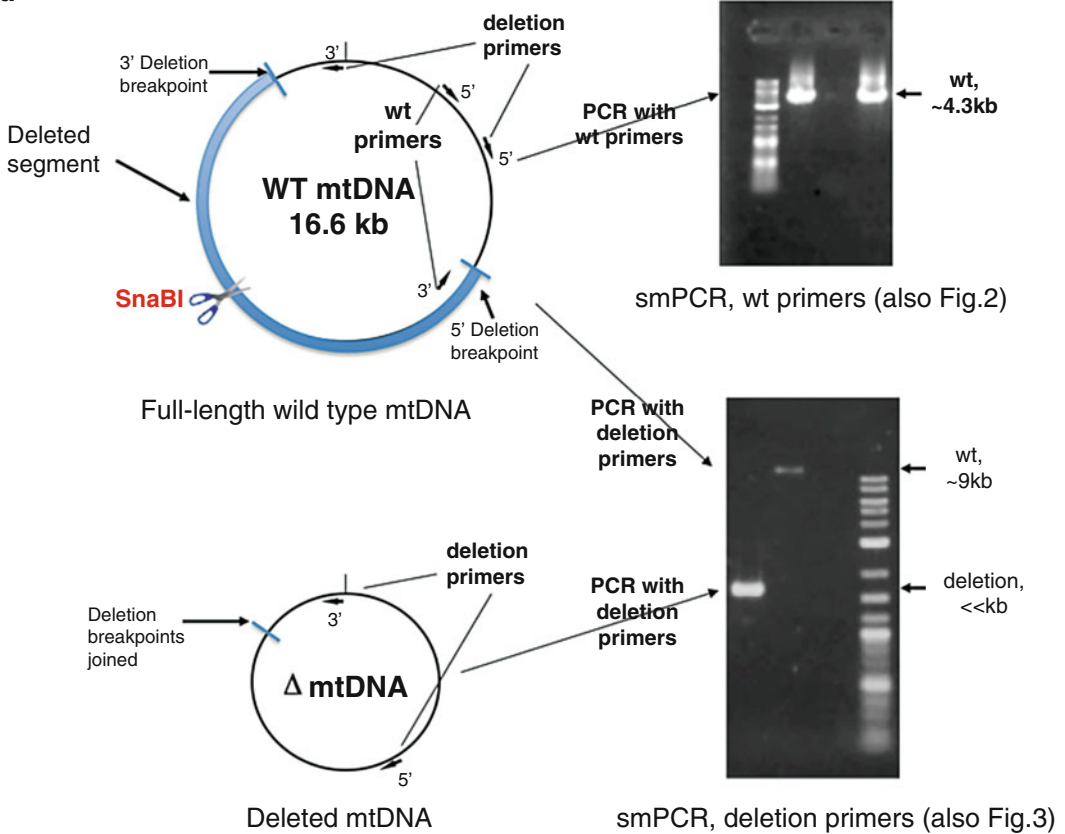 deletion
primers
3' Deletion
breakpoint
3'
5'
wt
primers
Deleted
segment
5'
WT mtDNA
16.6 kb
SnaBI
3'
5' Deletion
breakpoint
Full-length wild type mtDNA
PCR with
wt primers
wt,
~4.3kb
smPCR, wt primers (also Fig.2)
PCR with
deletion
primers
wt,
~9kb
deletion
primers
Deletion
breakpoints
joined
3'
Δ mtDNA
5'
Deleted mtDNA
PCR with
deletion
primers
deletion,
<<kb
smPCR, deletion primers (also Fig.3)